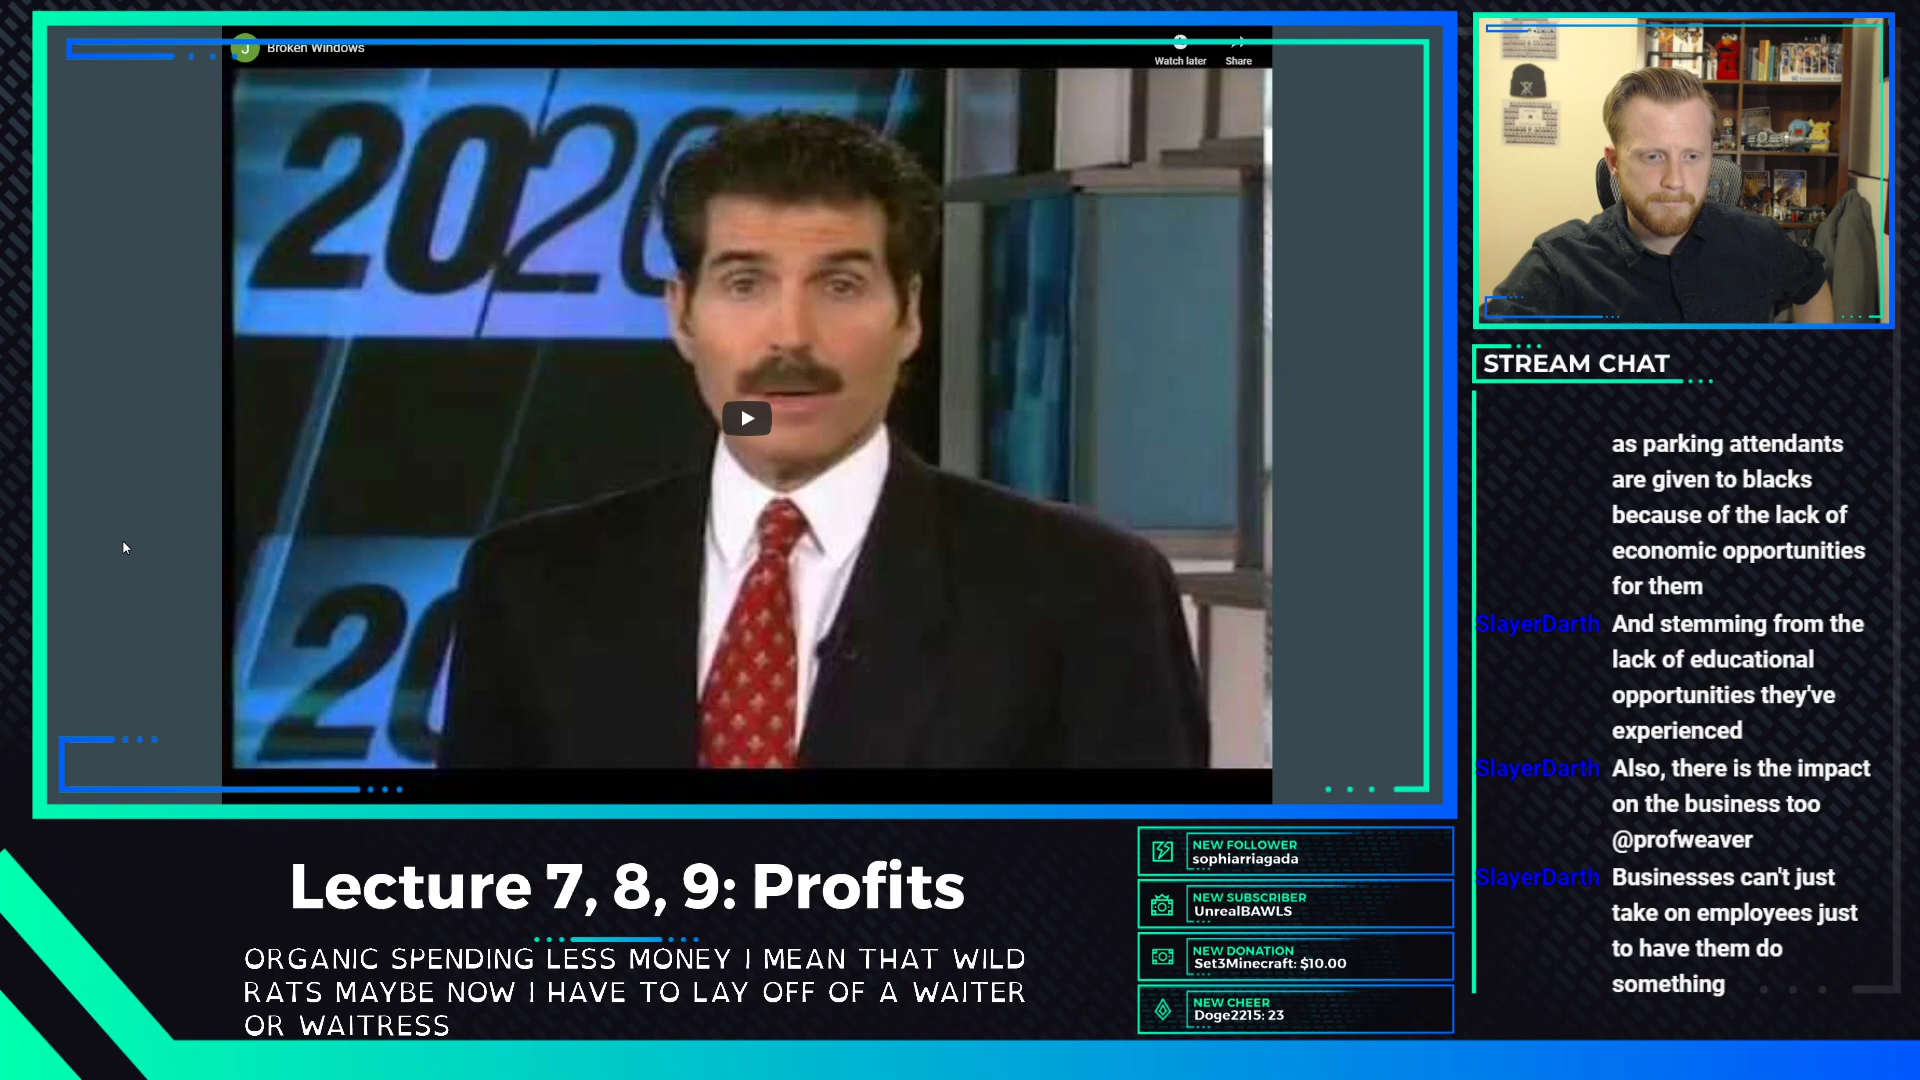 J
Broken Windows
Watch later
Share
2020
20
STREAM CHAT
as parking attendants
are given to blacks
because of the lack of
economic opportunities
for them
SlayerDarth And stemming from the
lack of educational
opportunities they've
experienced
SlayerDarth Also, there is the impact
on the business too
@profweaver
SlayerDarth Businesses can't just
take on employees just
to have them do
something
Lecture 7, 8, 9: Profits
ORGANIC SPENDING LESS MONEY I MEAN THAT WILD
RATS MAYBE NOW I HAVE TO LAY OFF OF A WAITER
OR WAITRESS
NEW FOLLOWER
sophiarriagada
NEW SUBSCRIBER
UnrealBAWLS
NEW DONATION
Set3Minecraft: $10.00
NEW CHEER
Doge2215: 23